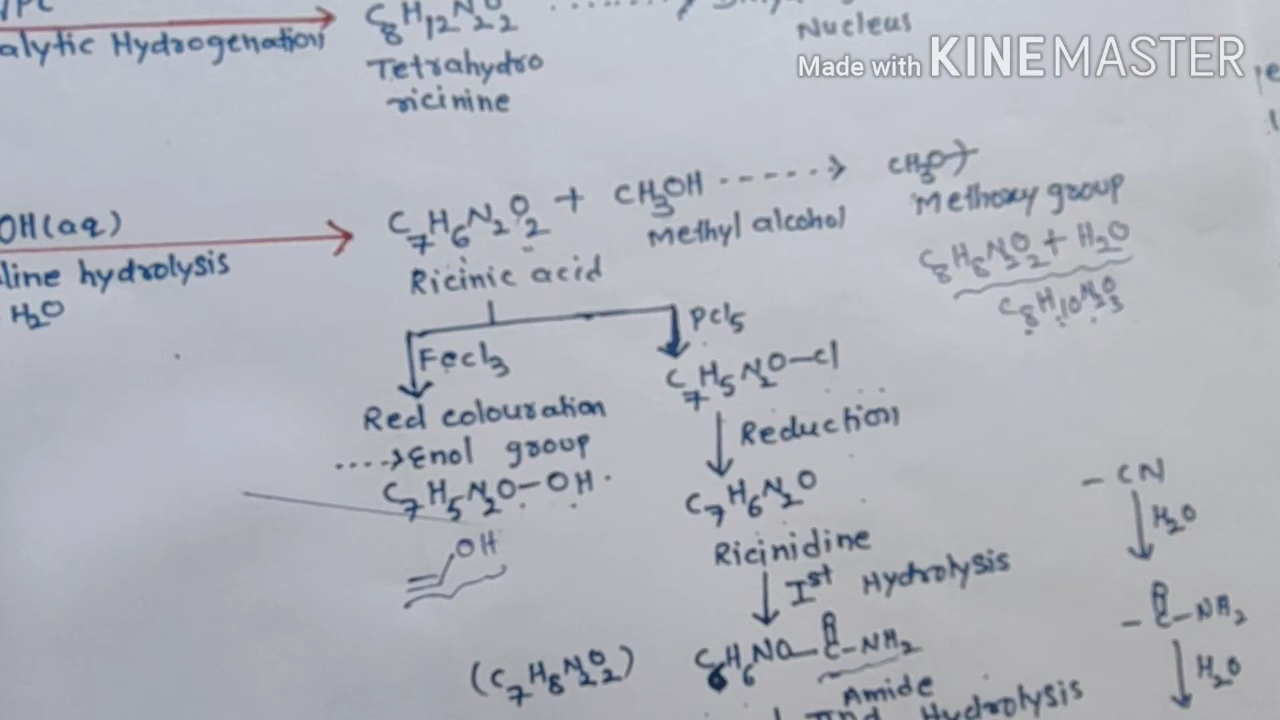 C8H12N2O2
Nucleus
Made with KINEMASTER
alytic Hydrogenation
Tetrahydro
ricinine
OH(aq)
C7H6N2O2 + CH3OH
CH3O
Ricinic acid
Methyl alcohol
Methoxy group
line hydrolysis
H2O
C8H8N2O2 + H2O
C8H10N2O3
FeCl3
PCl5
Red colouration
C7H5N2O-Cl
Enol group
Reduction
C7H5N2O-OH
C7H6N2O
OH
Ricinidine
Ist Hydrolysis
-CN
H2O
(C7H8N2O2)
C6H6NO-C-NH2
-C-NH2
Amide
H2O
Hydrolysis